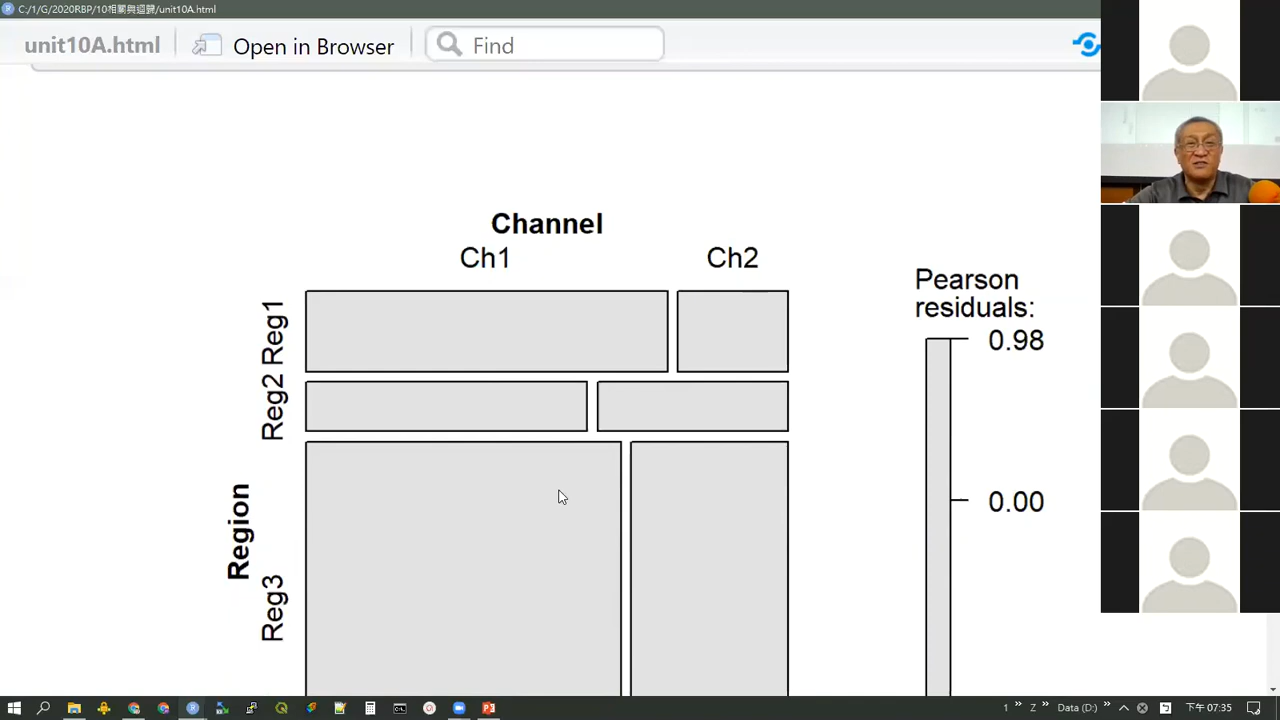 C:/1/G/2020RBP/10相關與迴歸/unit10A.html
unit10A.html
Open in Browser
Find
Channel
Ch1
Ch2
Reg1
Reg2
Reg3
Region
Pearson
residuals:
0.98
0.00
1
Z
Data (D:)
下午 07:35